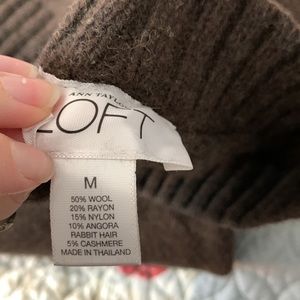 ANN TAYLOR
LOFT
M
50% WOOL
20% RAYON
15% NYLON
10% ANGORA
RABBIT HAIR
5% CASHMERE
MADE IN THAILAND